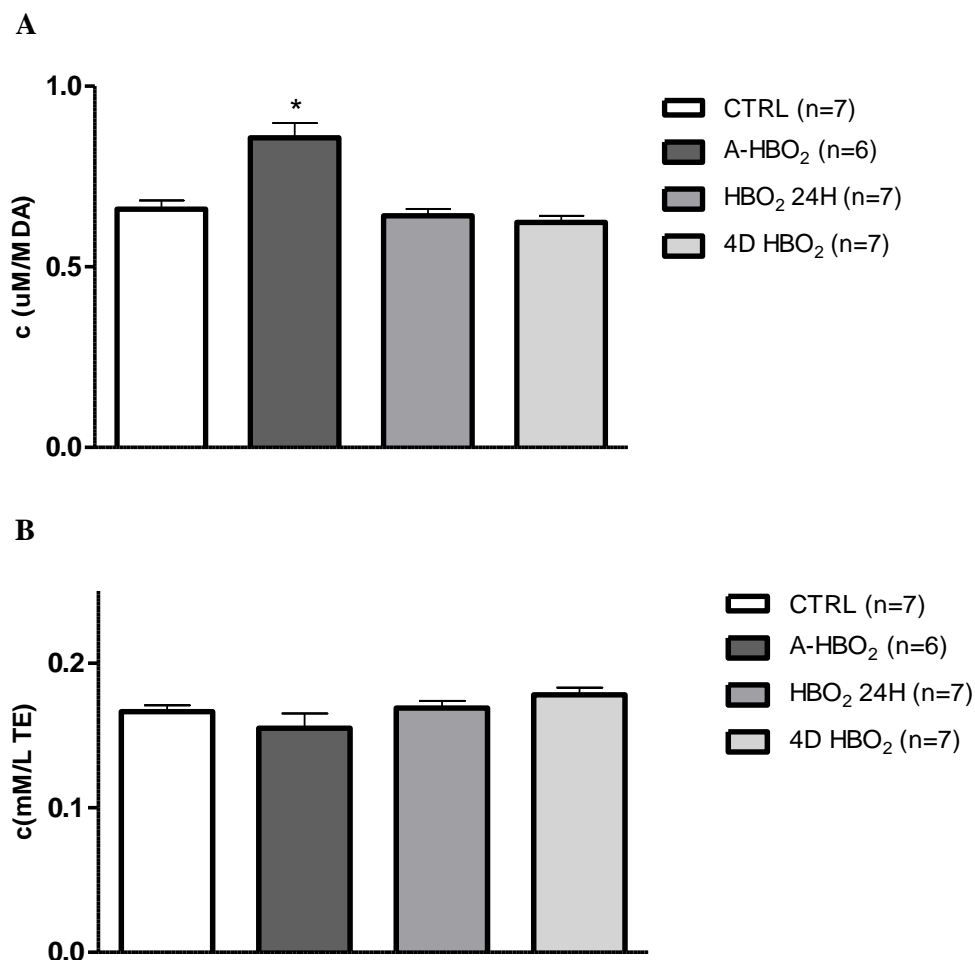 A
1.0
0.5
0.0
c (uM/MDA)
*
CTRL (n=7)
A-HBO₂ (n=6)
HBO₂ 24H (n=7)
4D HBO₂ (n=7)
B
0.2
0.1
0.0
c(mM/L TE)
CTRL (n=7)
A-HBO₂ (n=6)
HBO₂ 24H (n=7)
4D HBO₂ (n=7)